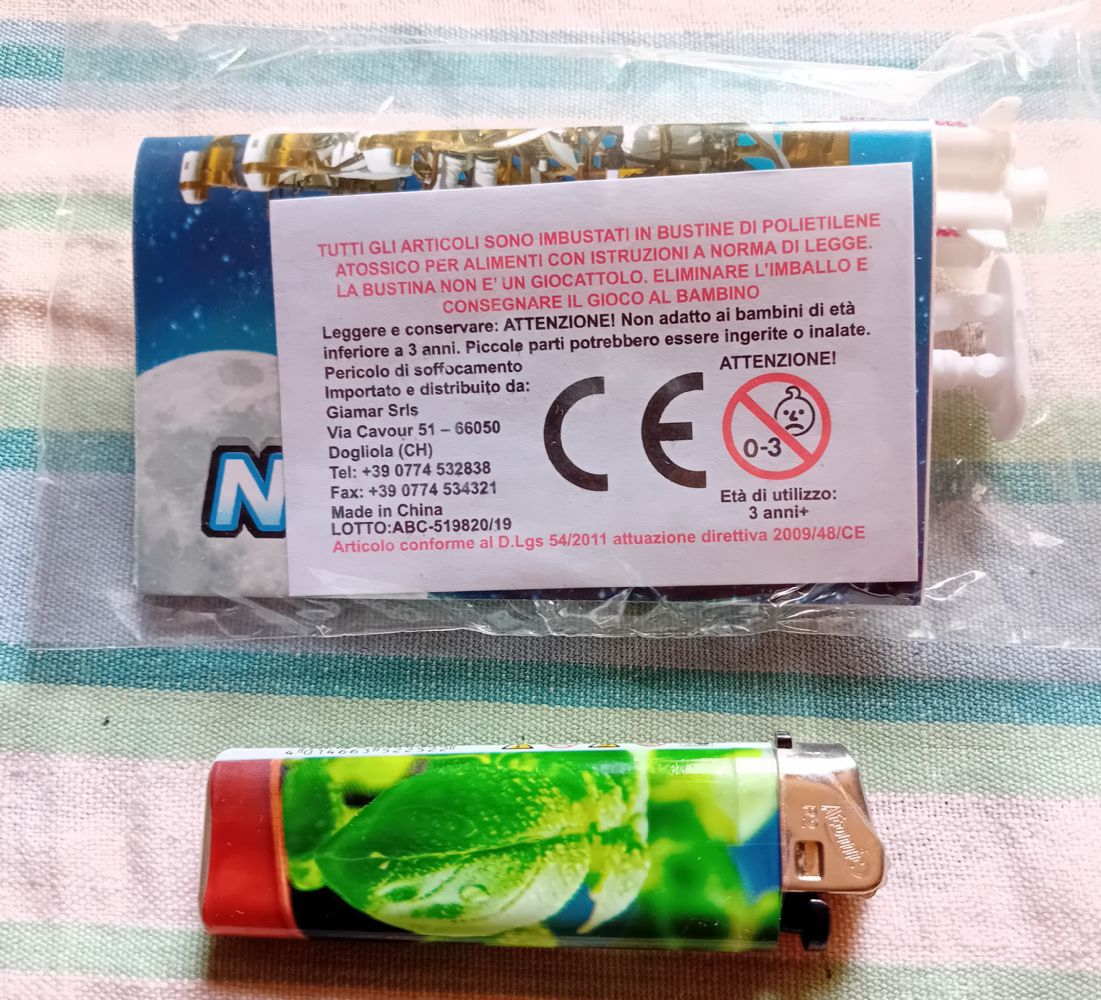 TUTTI GLI ARTICOLI SONO IMBUSTATI IN BUSTINE DI POLIETILENE
ATOSSICO PER ALIMENTI CON ISTRUZIONI A NORMA DI LEGGE.
LA BUSTINA NON E' UN GIOCATTOLO. ELIMINARE L'IMBALLO E
CONSEGNARE IL GIOCO AL BAMBINO
Leggere e conservare: ATTENZIONE! Non adatto ai bambini di età
inferiore a 3 anni. Piccole parti potrebbero essere ingerite o inalate.
Pericolo di soffocamento
Importato e distribuito da:
Giamar Srls
Via Cavour 51 – 66050
Dogliola (CH)
Tel: +39 0774 532838
Fax: +39 0774 534321
Made in China
LOTTO:ABC-519820/19
CE
ATTENZIONE!
0-3
Età di utilizzo:
3 anni+
Articolo conforme al D.Lgs 54/2011 attuazione direttiva 2009/48/CE
N